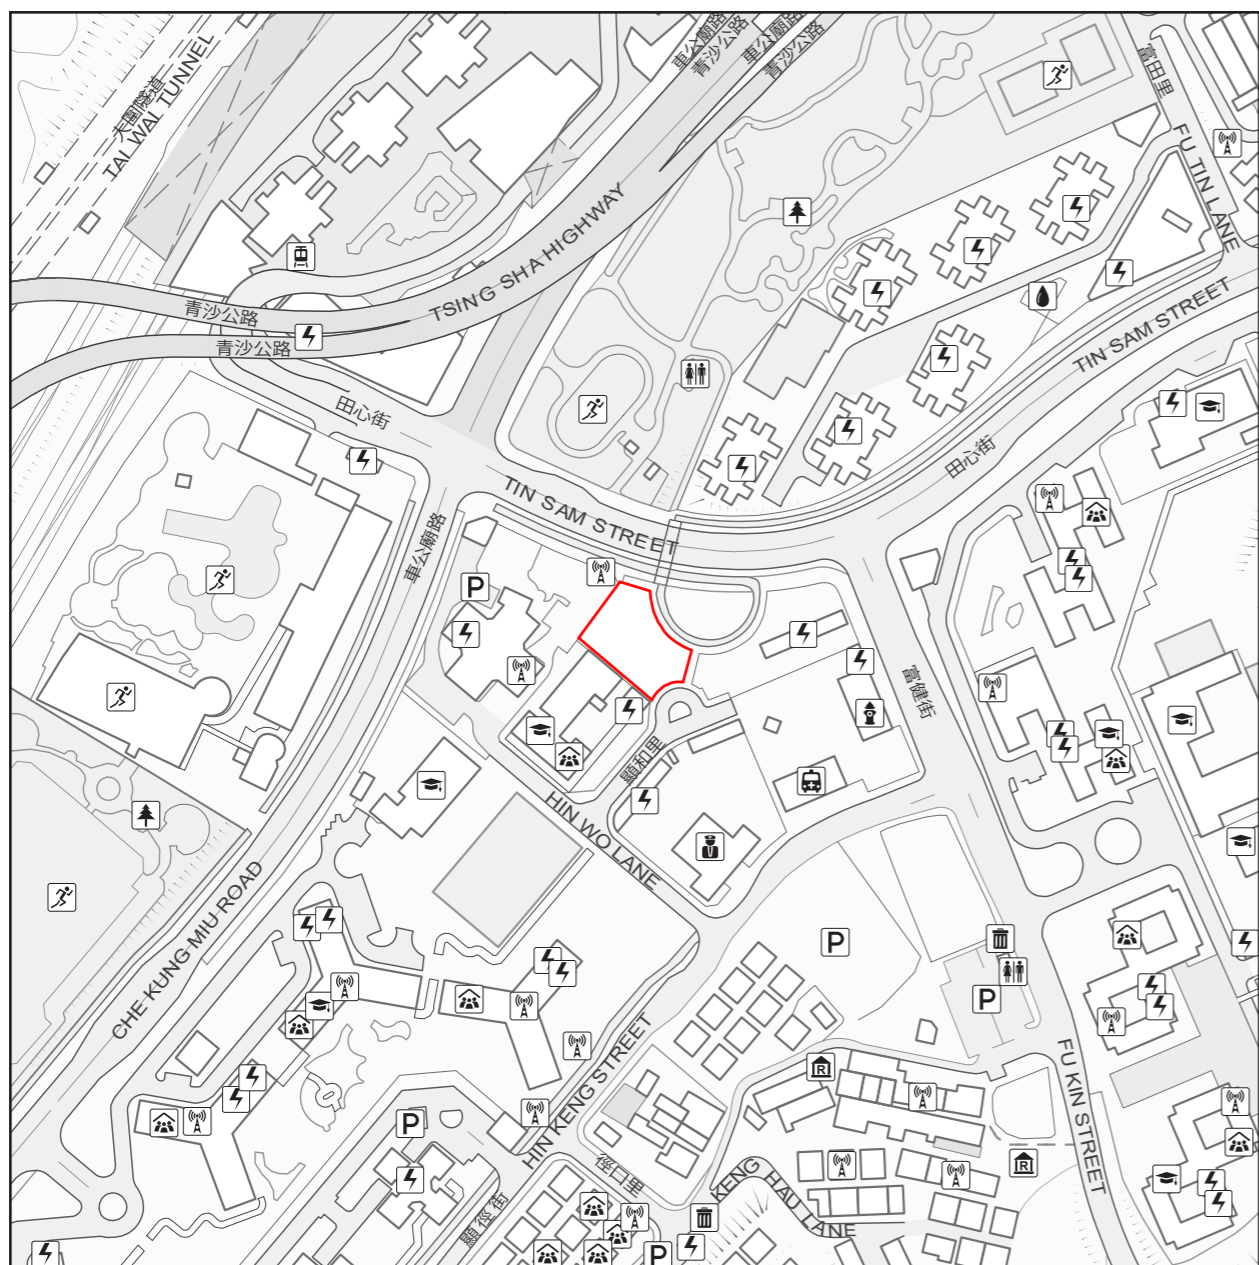 車公廟路
青沙公路
車公廟路
青沙公路
富田里
FU TIN LANE
大圍隧道
TAI WAI TUNNEL
TSING SHA HIGHWAY
青沙公路
青沙公路
田心街
TIN SAM STREET
田心街
TIN SAM STREET
車公廟路
富健街
顯和里
HIN WO LANE
CHE KUNG MIU ROAD
P
P
P
HIN KENG STREET
FU KIN STREET
P
徑口里
KENG HAU LANE
顯徑街
R
R
P